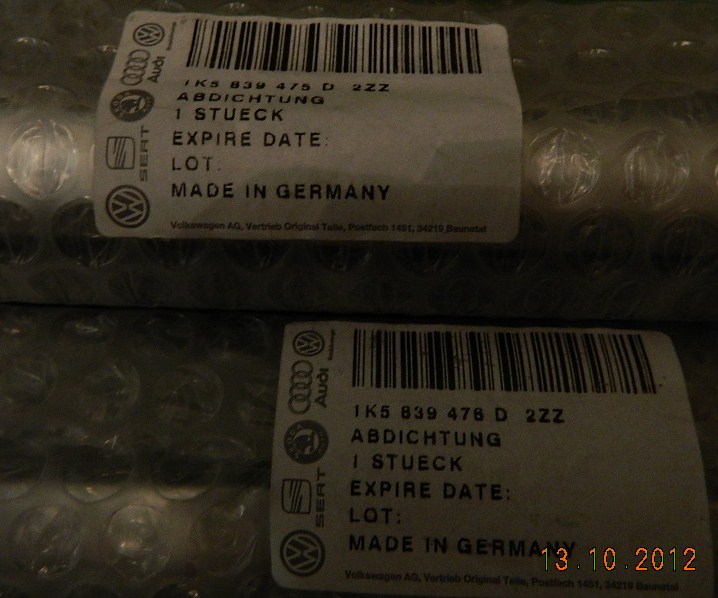 1K5 839 475 D 2ZZ
ABDICHTUNG
1 STUECK
EXPIRE DATE:
LOT:
MADE IN GERMANY
Volkswagen AG, Vertrieb Original Teile, Postfach 1451, 34219 Baunatal
Audi
SEAT
1K5 839 476 D 2ZZ
ABDICHTUNG
1 STUECK
EXPIRE DATE:
LOT:
MADE IN GERMANY
Volkswagen AG, Vertrieb Original Teile, Postfach 1451, 34219 Baunatal
Audi
SEAT
13.10.2012